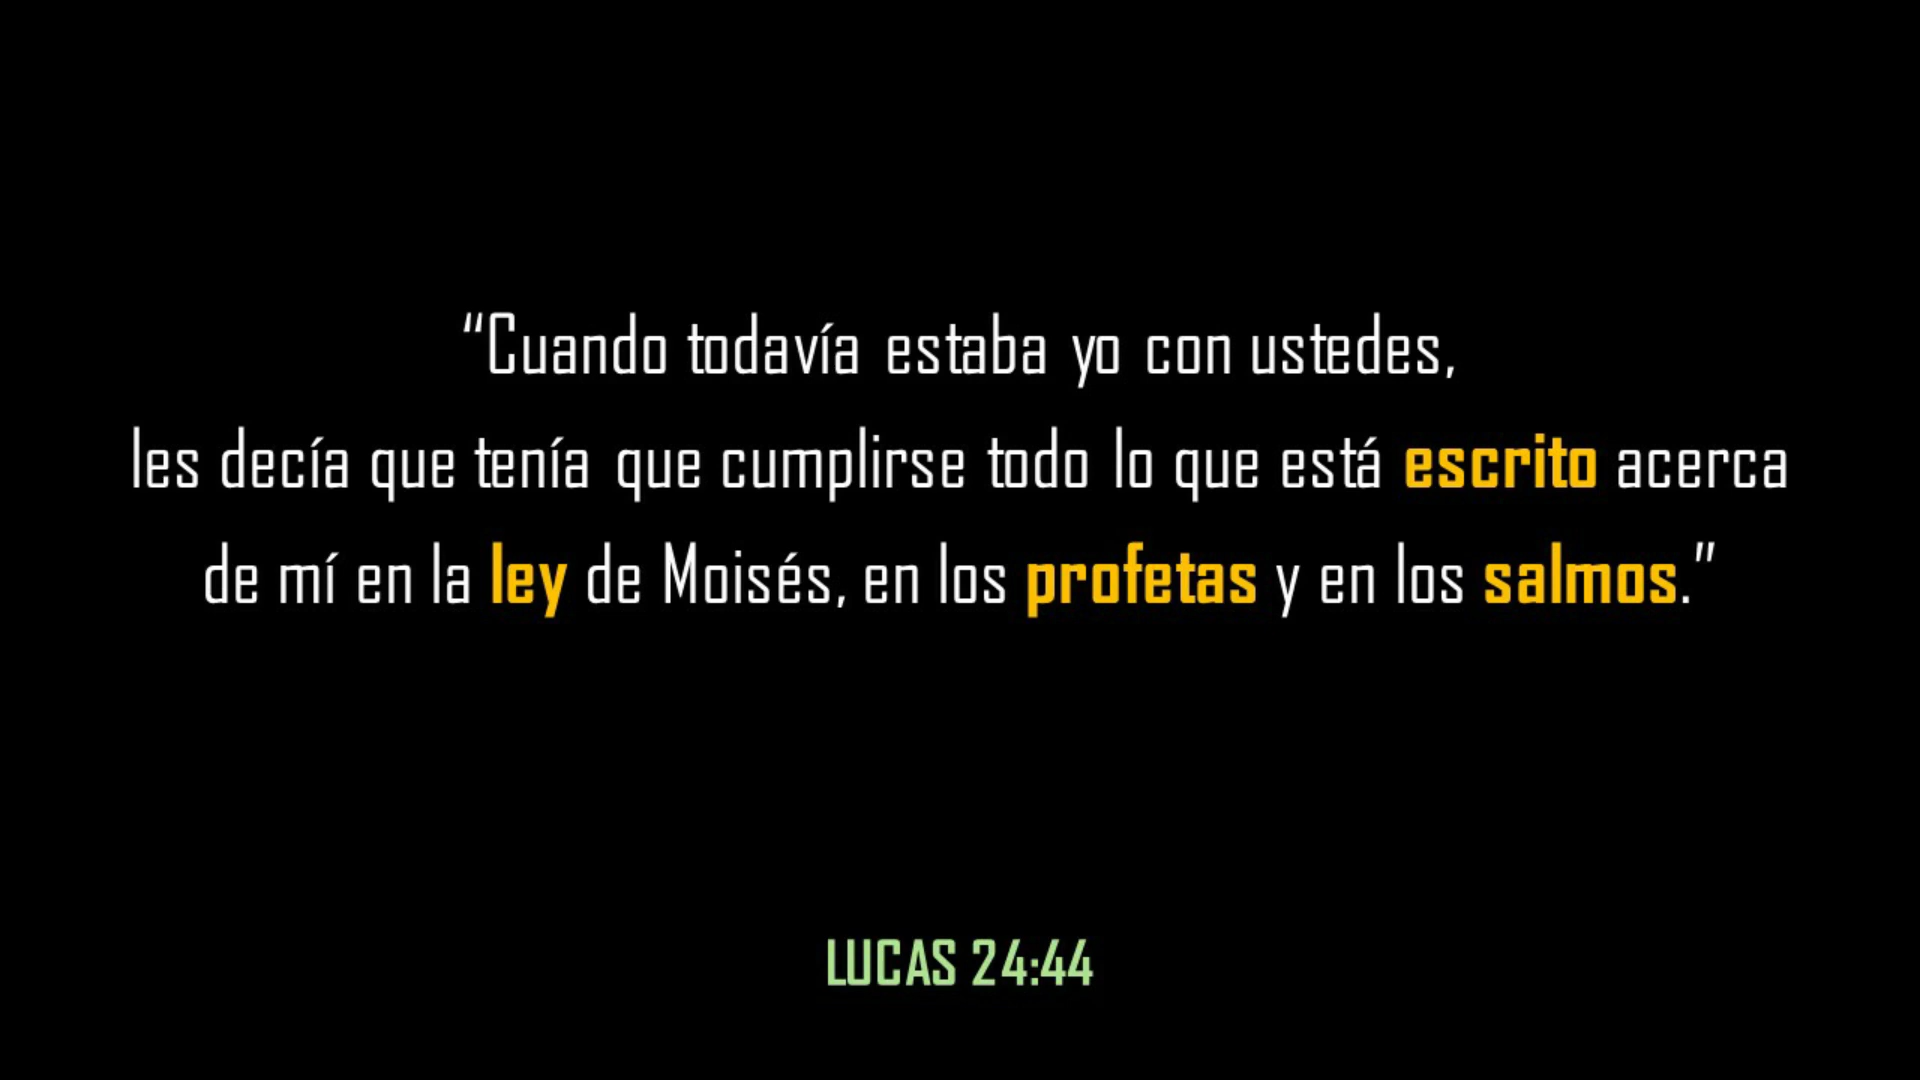 “Cuando todavía estaba yo con ustedes,
les decía que tenía que cumplirse todo lo que está escrito acerca
de mí en la ley de Moisés, en los profetas y en los salmos.”
LUCAS 24:44